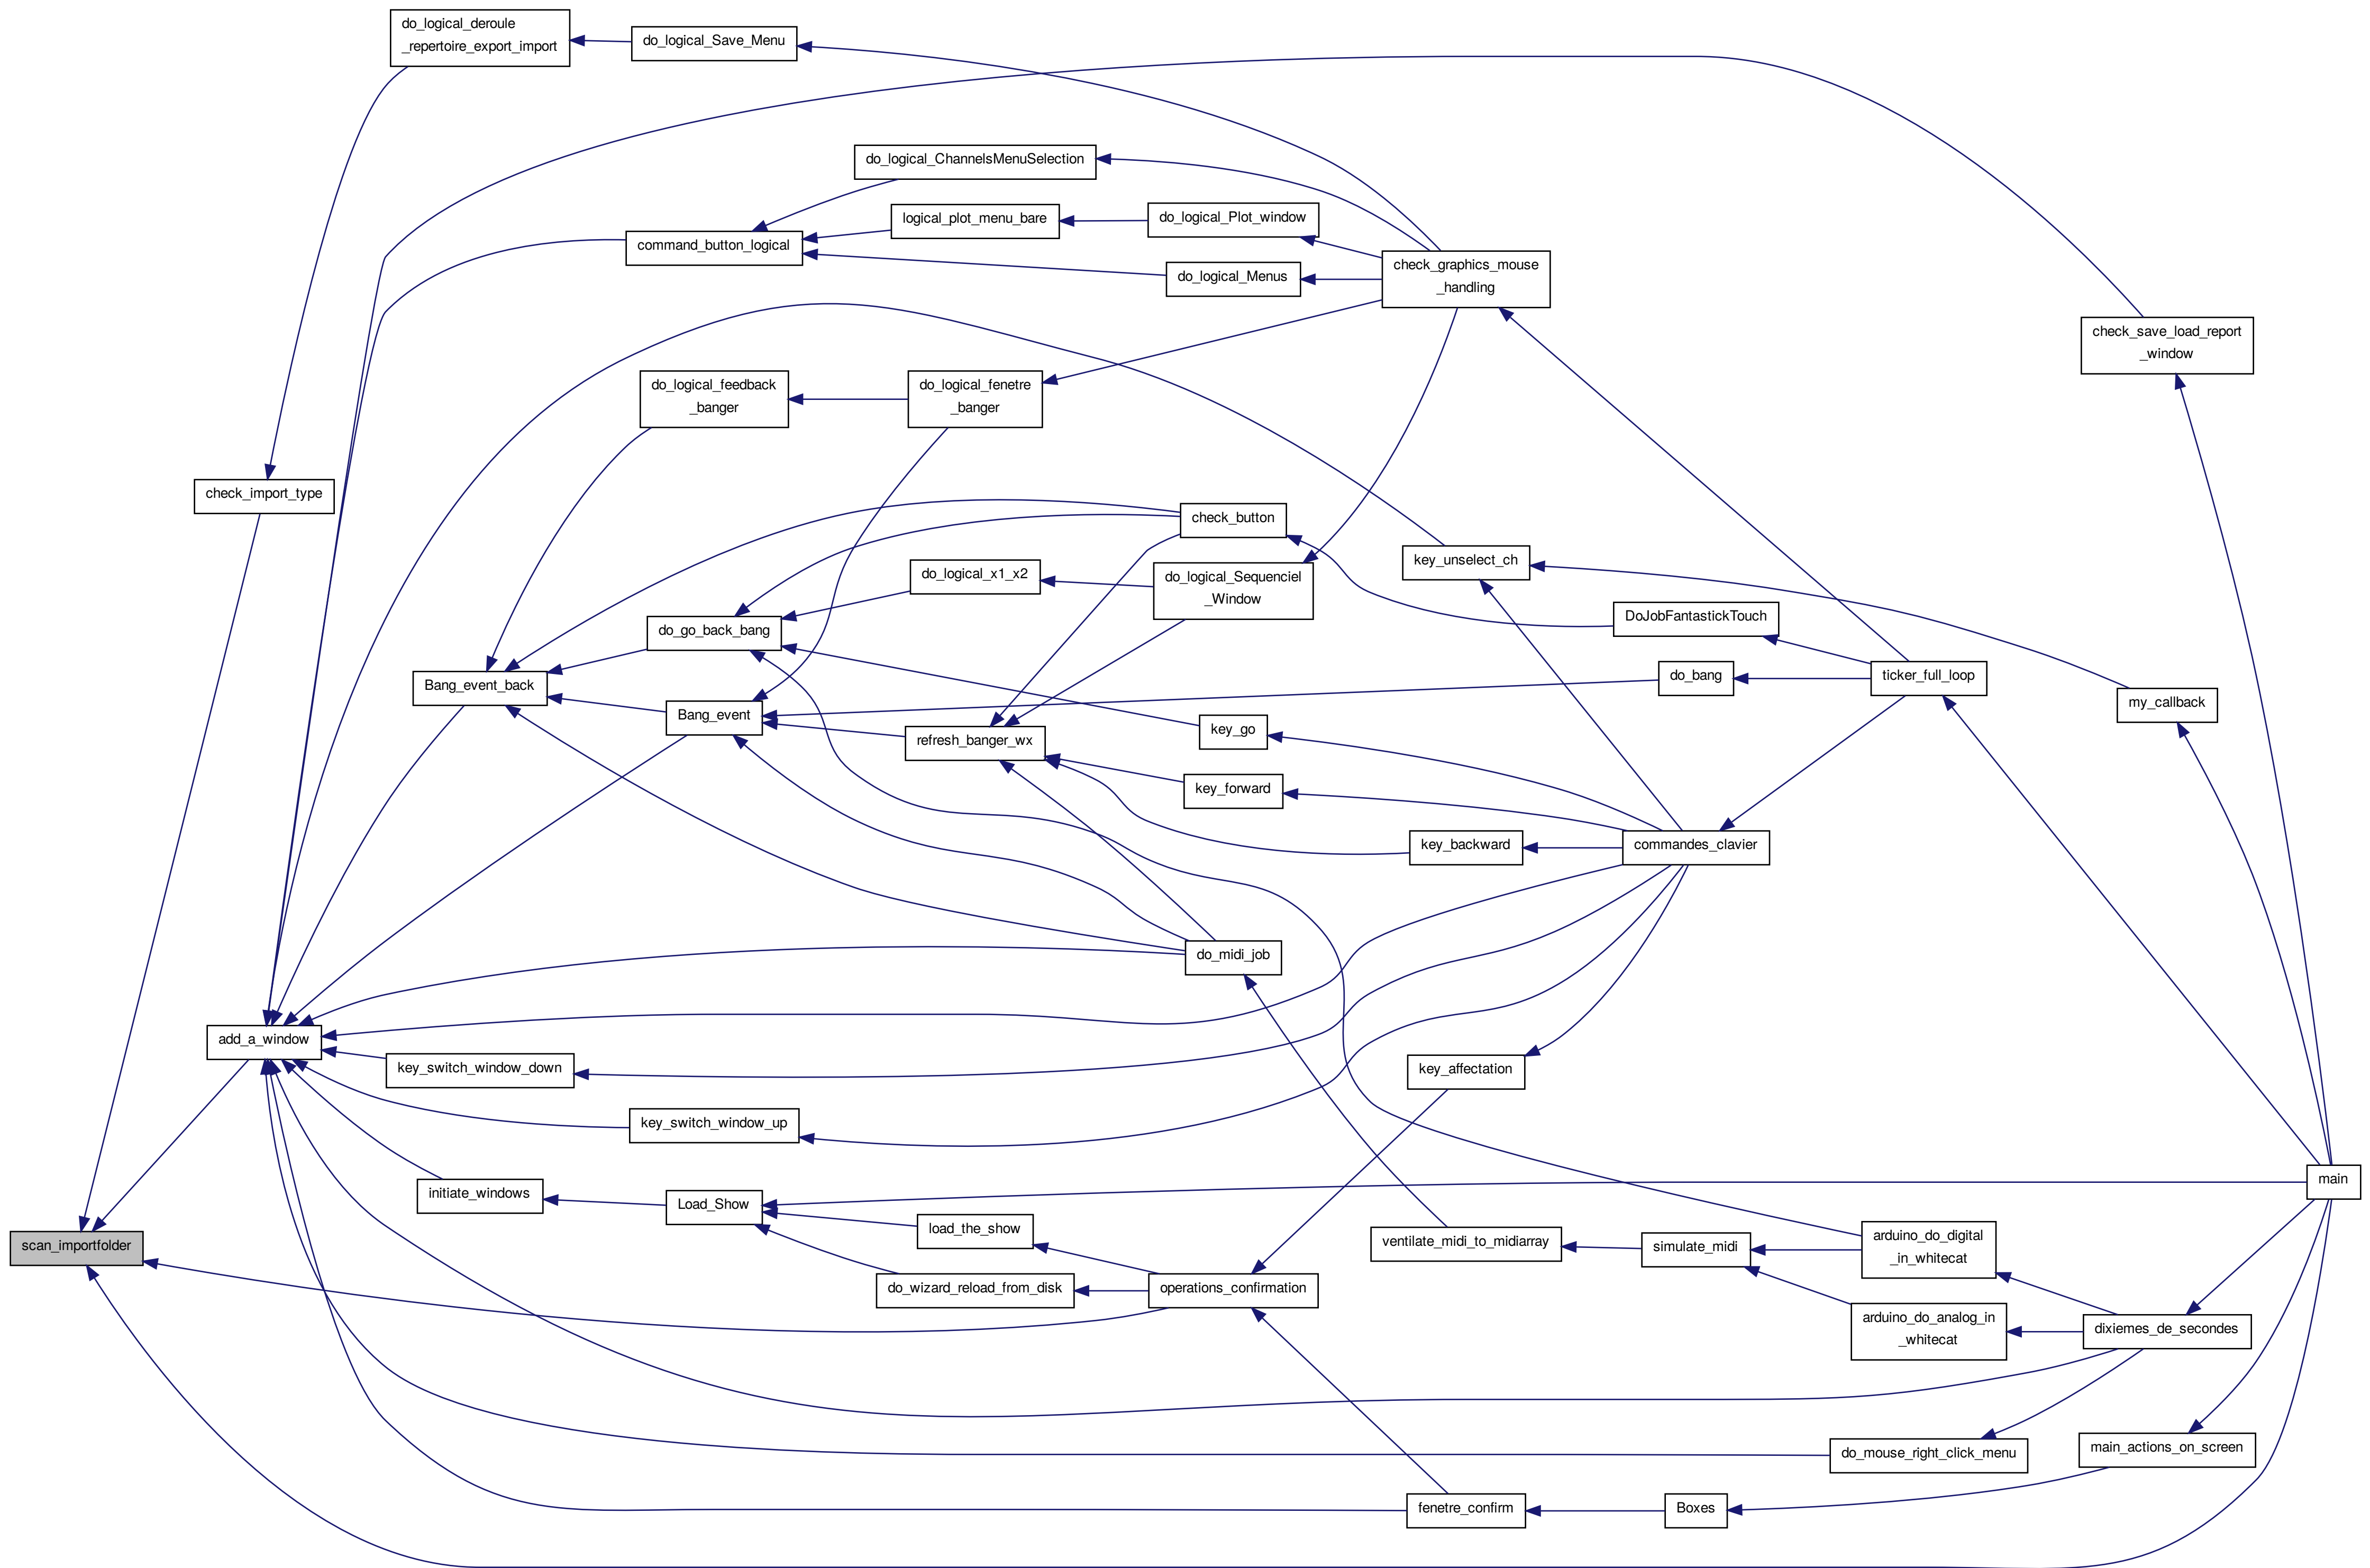 do_logical_deroule
_repertoire_export_import
do_logical_Save_Menu
do_logical_ChannelsMenuSelection
logical_plot_menu_bare
do_logical_Plot_window
command_button_logical
do_logical_Menus
check_graphics_mouse
_handling
check_save_load_report
_window
do_logical_feedback
_banger
do_logical_fenetre
_banger
check_import_type
check_button
key_unselect_ch
do_logical_x1_x2
do_logical_Sequenciel
_Window
DoJobFantastickTouch
do_go_back_bang
Bang_event_back
do_bang
ticker_full_loop
my_callback
Bang_event
refresh_banger_wx
key_go
key_forward
key_backward
commandes_clavier
do_midi_job
add_a_window
key_switch_window_down
key_affectation
key_switch_window_up
initiate_windows
Load_Show
main
load_the_show
scan_importfolder
ventilate_midi_to_midiarray
simulate_midi
arduino_do_digital
_in_whitecat
do_wizard_reload_from_disk
operations_confirmation
arduino_do_analog_in
_whitecat
dixiemes_de_secondes
do_mouse_right_click_menu
main_actions_on_screen
fenetre_confirm
Boxes